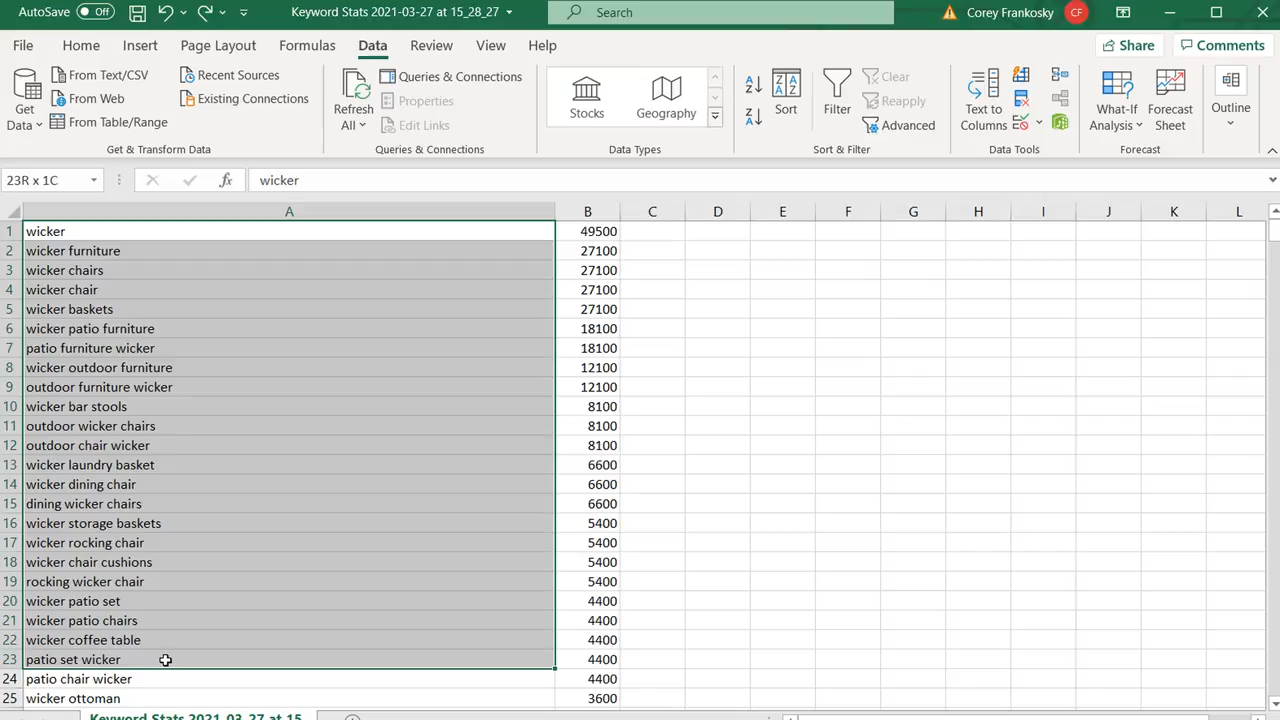 AutoSave Off Keyword Stats 2021-03-27 at 15_28_27 Search Corey Frankosky CF
File Home Insert Page Layout Formulas Data Review View Help Share Comments
Get Data
From Text/CSV
From Web
From Table/Range
Recent Sources
Existing Connections
Get & Transform Data
Refresh All
Queries & Connections
Properties
Edit Links
Queries & Connections
Stocks
Geography
Data Types
Sort
Filter
Clear
Reapply
Advanced
Sort & Filter
Text to Columns
Data Tools
What-If Analysis
Forecast Sheet
Forecast
Outline
23R x 1C fx wicker
A B C D E F G H I J K L
1 wicker 49500
2 wicker furniture 27100
3 wicker chairs 27100
4 wicker chair 27100
5 wicker baskets 27100
6 wicker patio furniture 18100
7 patio furniture wicker 18100
8 wicker outdoor furniture 12100
9 outdoor furniture wicker 12100
10 wicker bar stools 8100
11 outdoor wicker chairs 8100
12 outdoor chair wicker 8100
13 wicker laundry basket 6600
14 wicker dining chair 6600
15 dining wicker chairs 6600
16 wicker storage baskets 5400
17 wicker rocking chair 5400
18 wicker chair cushions 5400
19 rocking wicker chair 5400
20 wicker patio set 4400
21 wicker patio chairs 4400
22 wicker coffee table 4400
23 patio set wicker 4400
24 patio chair wicker 4400
25 wicker ottoman 3600
Keyword Stats 2021-03-27 at 15